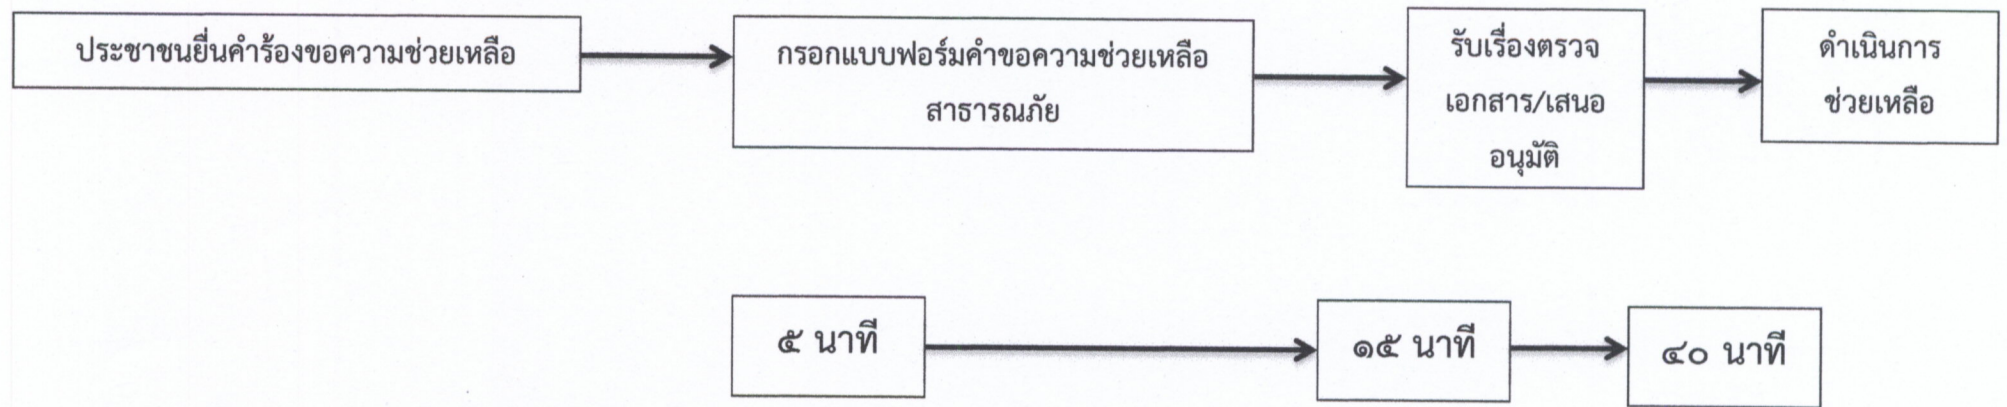 ประชาชนยื่นคำร้องขอความช่วยเหลือ
กรอกแบบฟอร์มคำขอความช่วยเหลือ
สาธารณภัย
รับเรื่องตรวจ
เอกสาร/เสนอ
อนุมัติ
ดำเนินการ
ช่วยเหลือ
๕ นาที
๑๕ นาที
๔๐ นาที